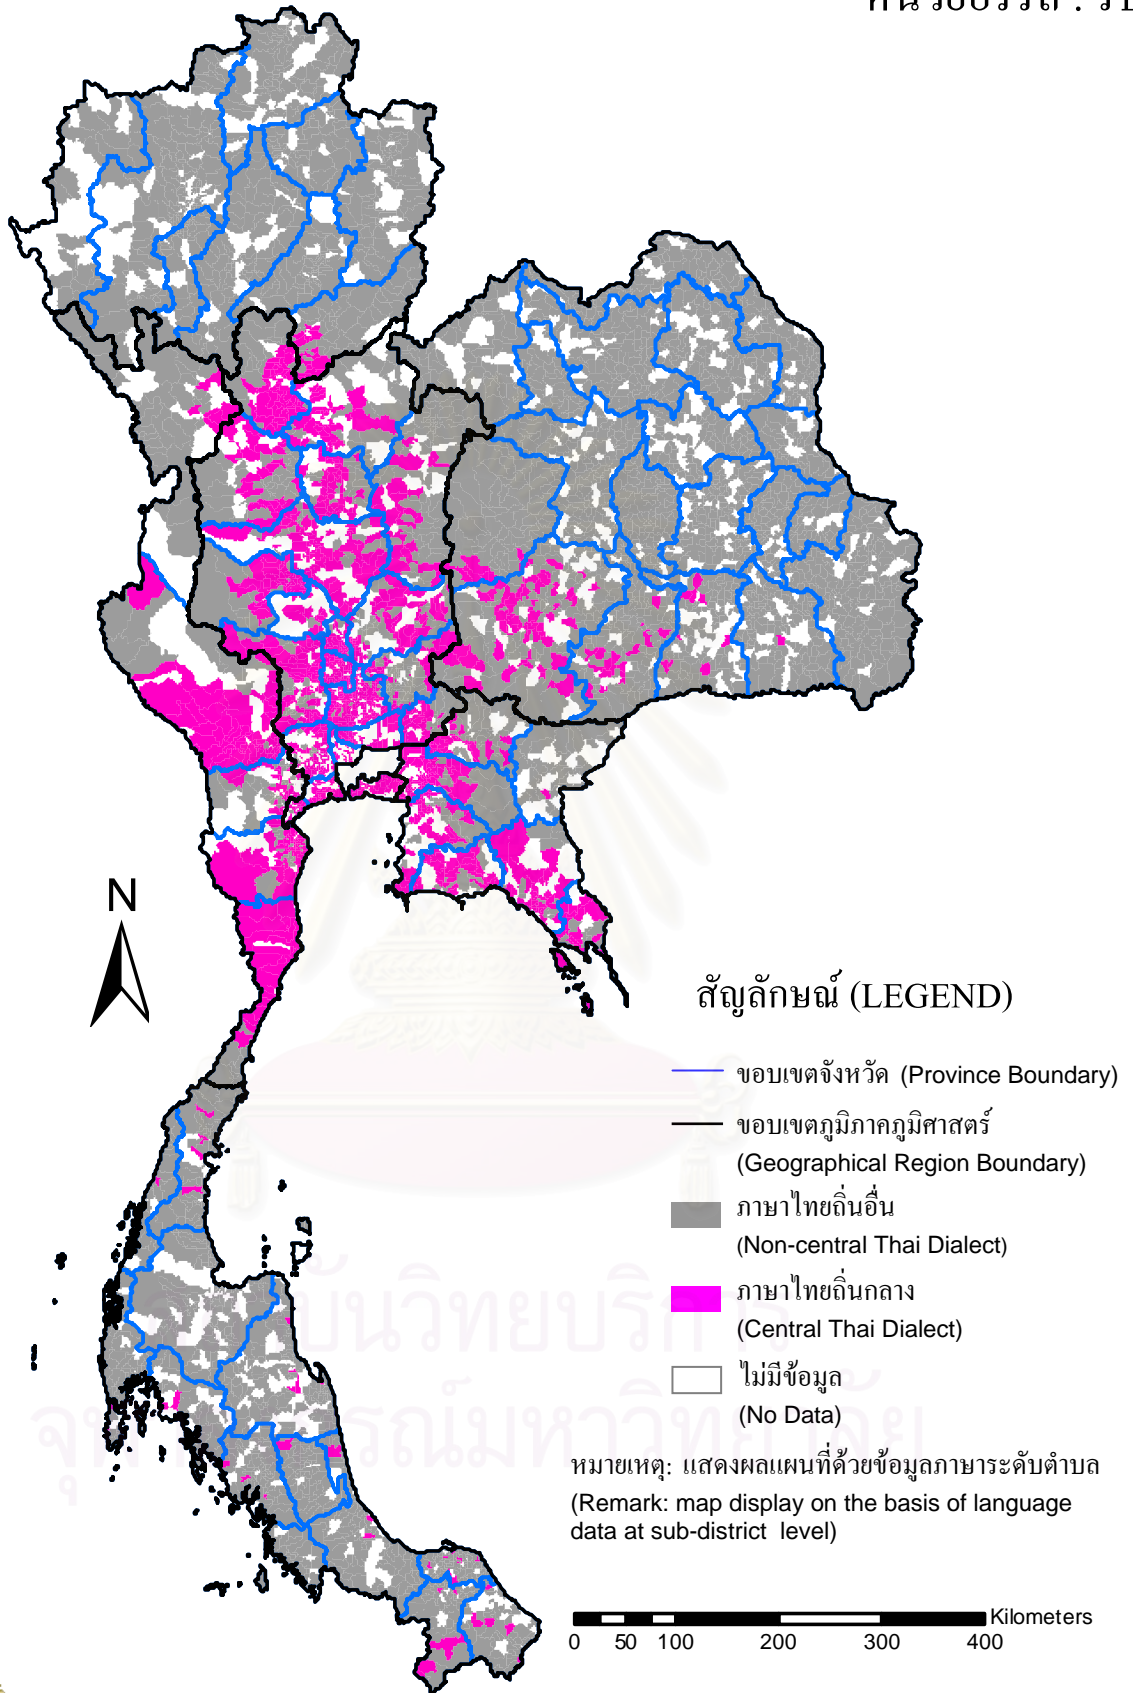 N
สัญลักษณ์ (LEGEND)
ขอบเขตจังหวัด (Province Boundary)
ขอบเขตภูมิภาคภูมิศาสตร์
(Geographical Region Boundary)
ภาษาไทยถิ่นอื่น
(Non-central Thai Dialect)
ภาษาไทยถิ่นกลาง
(Central Thai Dialect)
ไม่มีข้อมูล
(No Data)
หมายเหตุ: แสดงผลแผนที่ด้วยข้อมูลภาษาระดับตำบล
(Remark: map display on the basis of language
data at sub-district level)
Kilometers
0 50 100 200 300 400